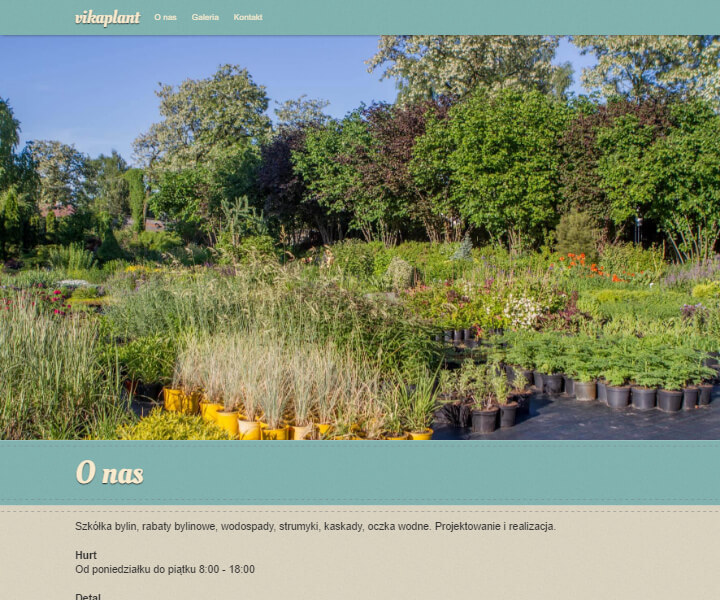 vikaplant O nas Galeria Kontakt
O nas
Szkółka bylin, rabaty bylinowe, wodospady, strumyki, kaskady, oczka wodne. Projektowanie i realizacja.
Hurt
Od poniedziałku do piątku 8:00 - 18:00
Detal